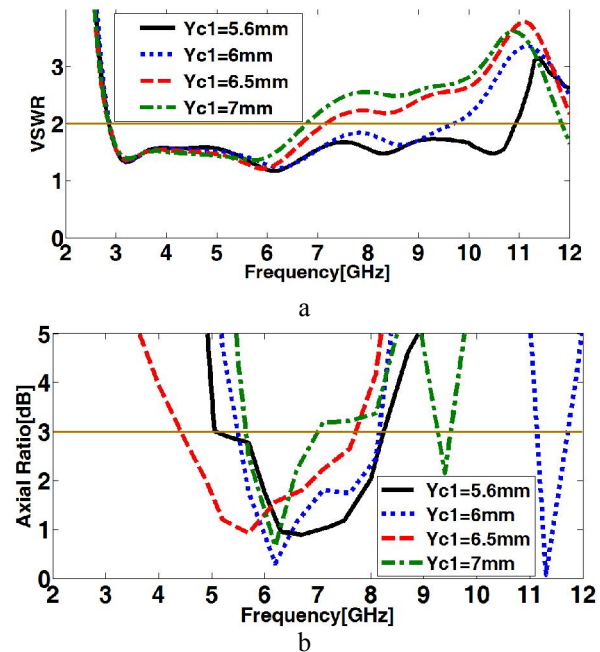 4
3
2
1
0
VSWR
Yc1=5.6mm
Yc1=6mm
Yc1=6.5mm
Yc1=7mm
2 3 4 5 6 7 8 9 10 11 12
Frequency[GHz]
a
5
4
3
2
1
0
Axial Ratio[dB]
Yc1=5.6mm
Yc1=6mm
Yc1=6.5mm
Yc1=7mm
2 3 4 5 6 7 8 9 10 11 12
Frequency[GHz]
b